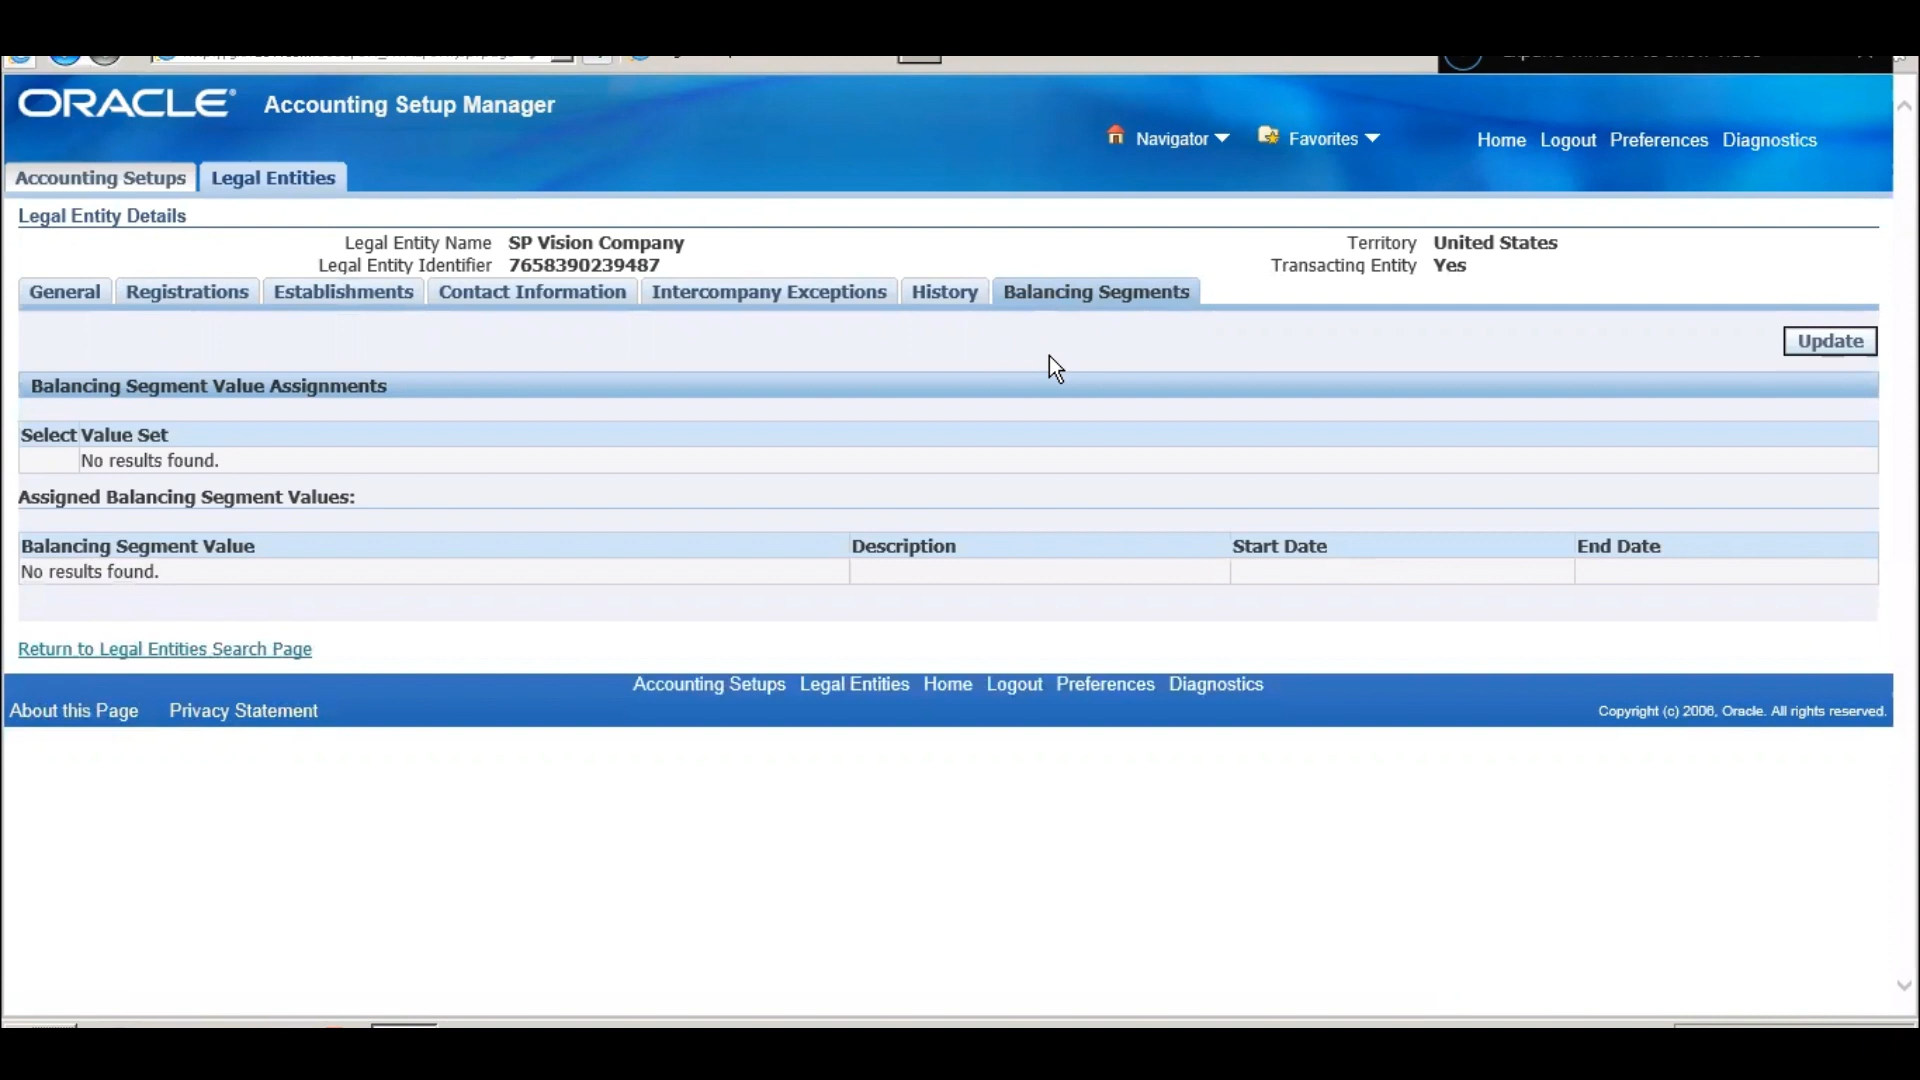 ORACLE® Accounting Setup Manager
Navigator Favorites Home Logout Preferences Diagnostics
Accounting Setups Legal Entities
Legal Entity Details
Legal Entity Name SP Vision Company Territory United States
Legal Entity Identifier 7658390239487 Transacting Entity Yes
General Registrations Establishments Contact Information Intercompany Exceptions History Balancing Segments
Update
Balancing Segment Value Assignments
Select Value Set
No results found.
Assigned Balancing Segment Values:
Balancing Segment Value Description Start Date End Date
No results found.
Return to Legal Entities Search Page
Accounting Setups Legal Entities Home Logout Preferences Diagnostics
About this Page Privacy Statement Copyright (c) 2006, Oracle. All rights reserved.